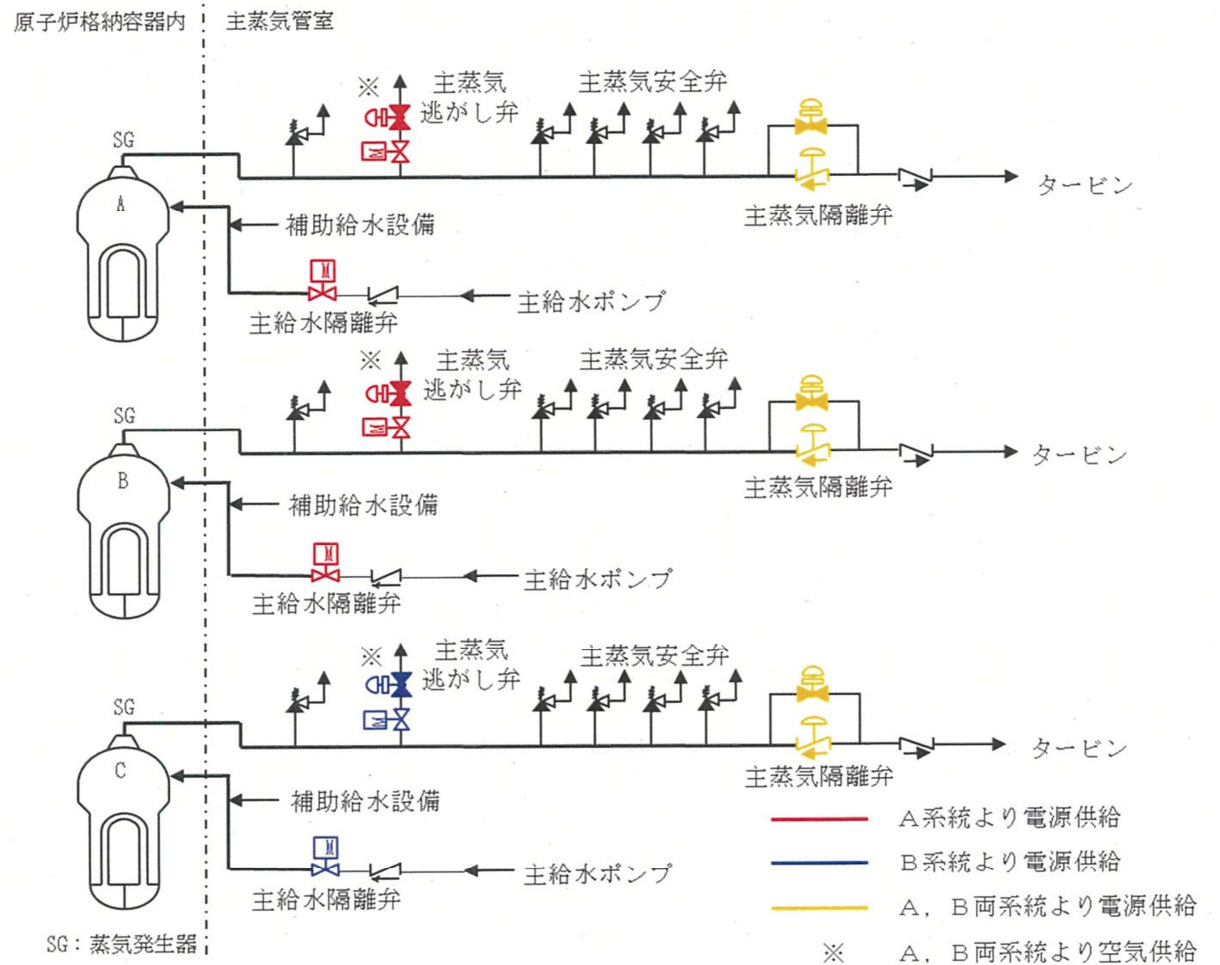 原子炉格納容器内
主蒸気管室
※
主蒸気
逃がし弁
主蒸気安全弁
SG
A
タービン
主蒸気隔離弁
補助給水設備
M
M
主給水ポンプ
主給水隔離弁
※
主蒸気
逃がし弁
主蒸気安全弁
SG
M
タービン
B
主蒸気隔離弁
補助給水設備
M
主給水ポンプ
主給水隔離弁
※
主蒸気
逃がし弁
主蒸気安全弁
SG
M
タービン
C
主蒸気隔離弁
補助給水設備
M
主給水ポンプ
主給水隔離弁
A系統より電源供給
B系統より電源供給
A，B両系統より電源供給
※ A，B両系統より空気供給
SG：蒸気発生器